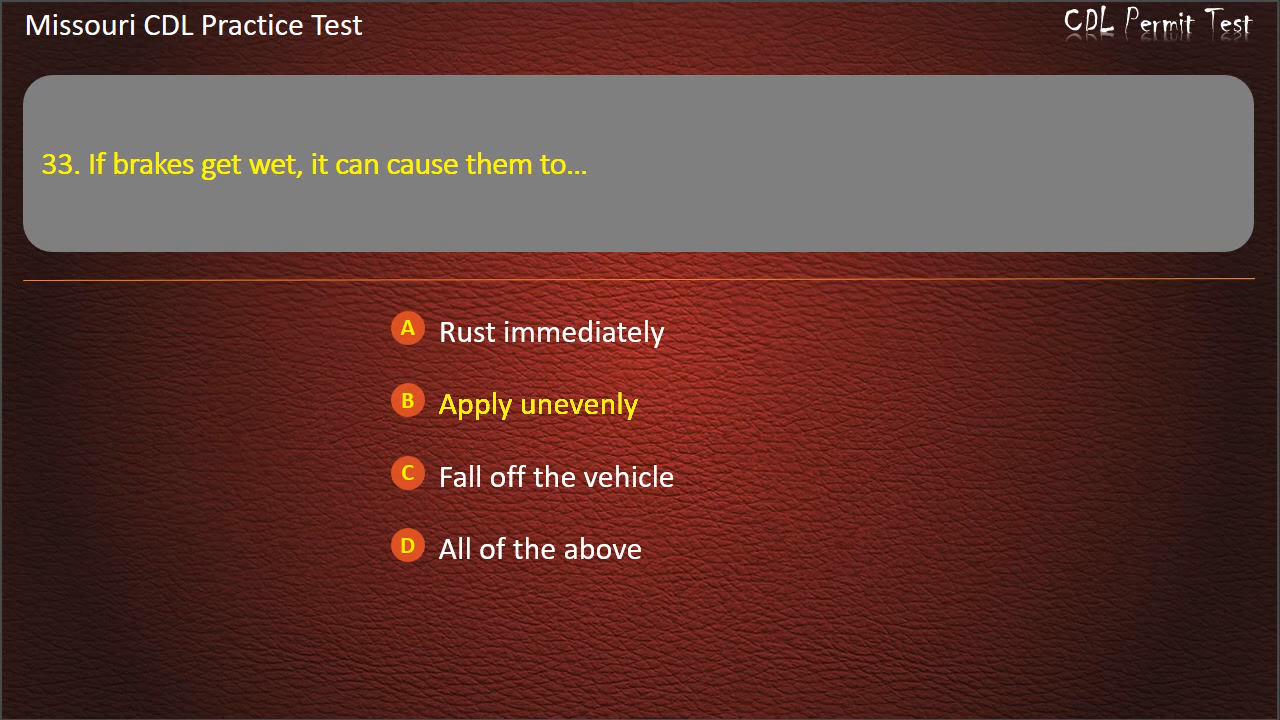 Missouri CDL Practice Test
CDL Permit Test
33. If brakes get wet, it can cause them to…
A Rust immediately
B Apply unevenly
C Fall off the vehicle
D All of the above